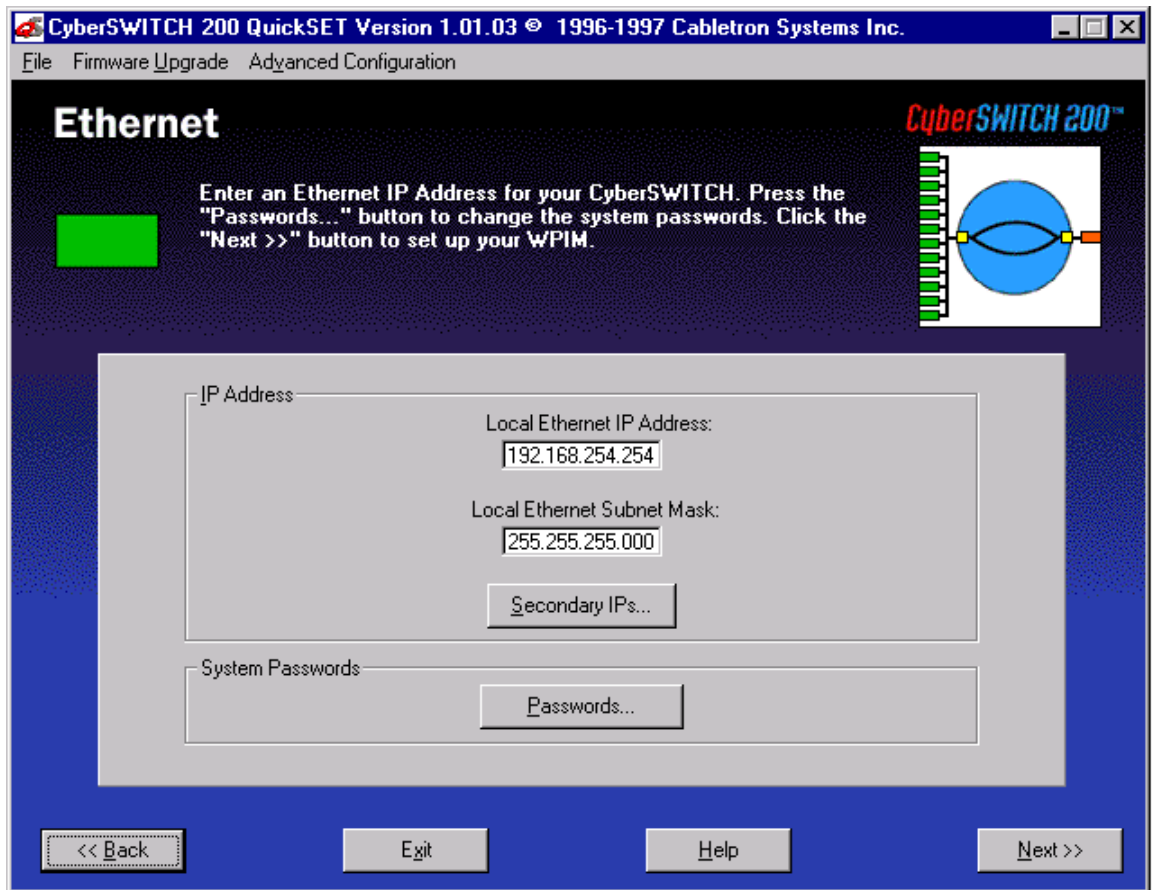 CyberSWITCH 200 QuickSET Version 1.01.03 © 1996-1997 Cabletron Systems Inc.
File Firmware Upgrade Advanced Configuration
Ethernet
CyberSWITCH 200™
Enter an Ethernet IP Address for your CyberSWITCH. Press the
"Passwords..." button to change the system passwords. Click the
"Next >>" button to set up your WPIM.
IP Address
Local Ethernet IP Address:
192.168.254.254
Local Ethernet Subnet Mask:
255.255.255.000
Secondary IPs...
System Passwords
Passwords...
<< Back Exit Help Next >>